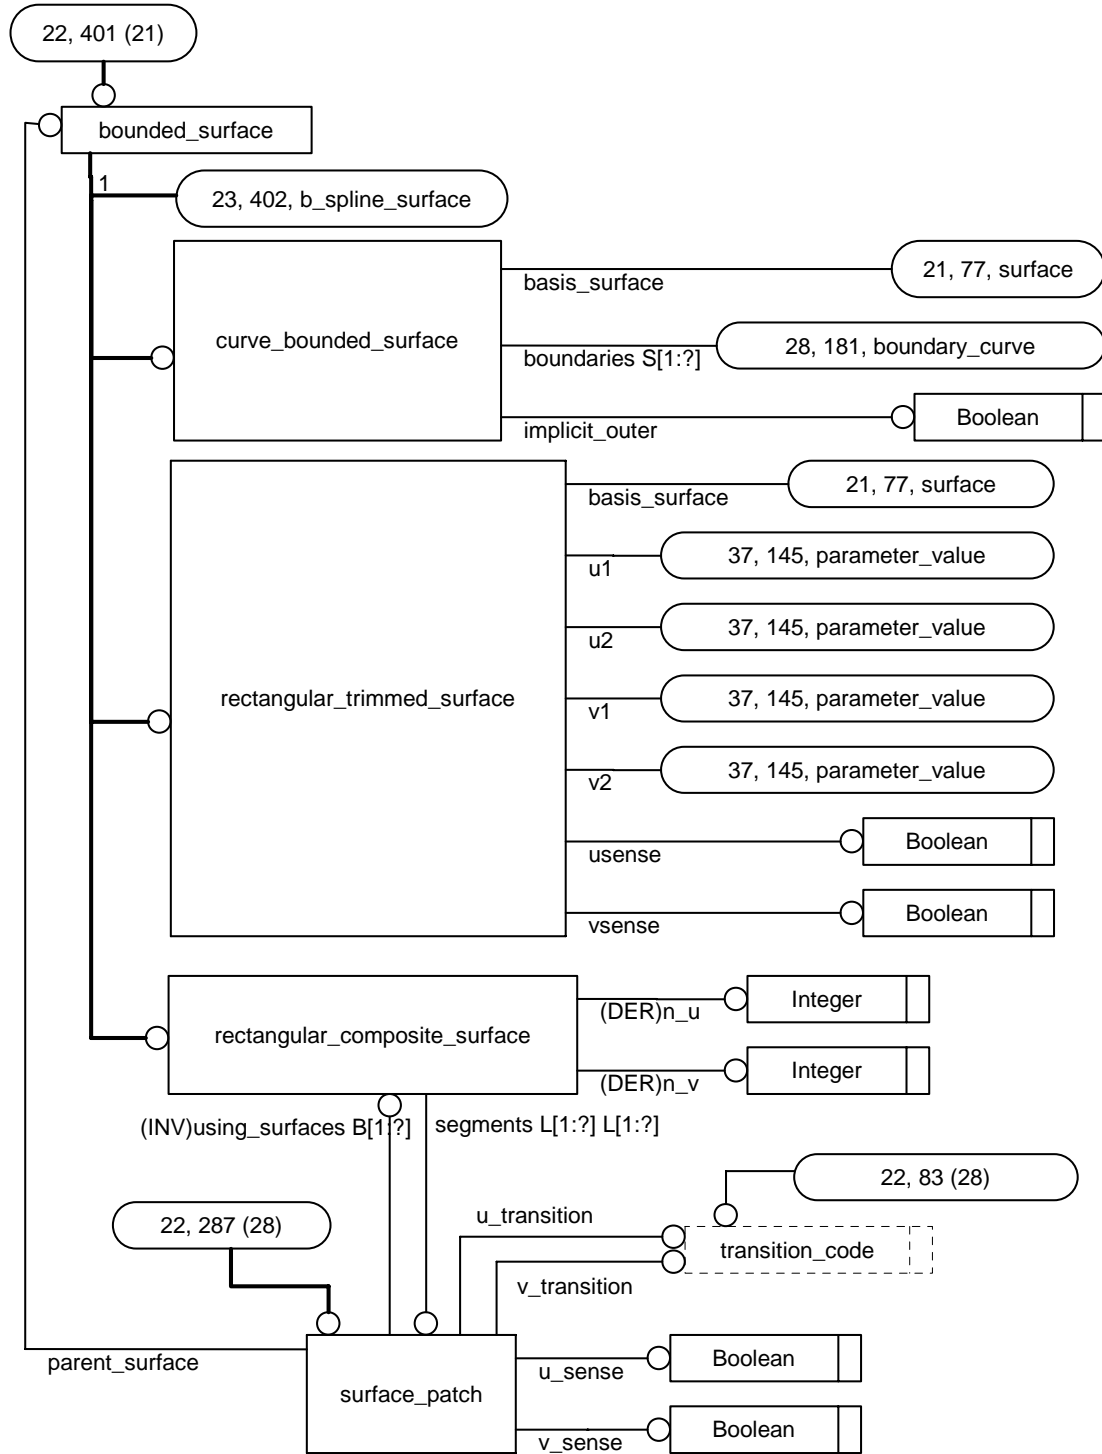 22, 401 (21)
bounded_surface
1
23, 402, b_spline_surface
curve_bounded_surface
basis_surface
21, 77, surface
boundaries S[1:?]
28, 181, boundary_curve
implicit_outer
Boolean
rectangular_trimmed_surface
basis_surface
21, 77, surface
u1
37, 145, parameter_value
u2
37, 145, parameter_value
v1
37, 145, parameter_value
v2
37, 145, parameter_value
usense
Boolean
vsense
Boolean
rectangular_composite_surface
(DER)n_u
Integer
(DER)n_v
Integer
(INV)using_surfaces B[1:?]
segments L[1:?] L[1:?]
22, 287 (28)
22, 83 (28)
u_transition
transition_code
v_transition
parent_surface
surface_patch
u_sense
Boolean
v_sense
Boolean